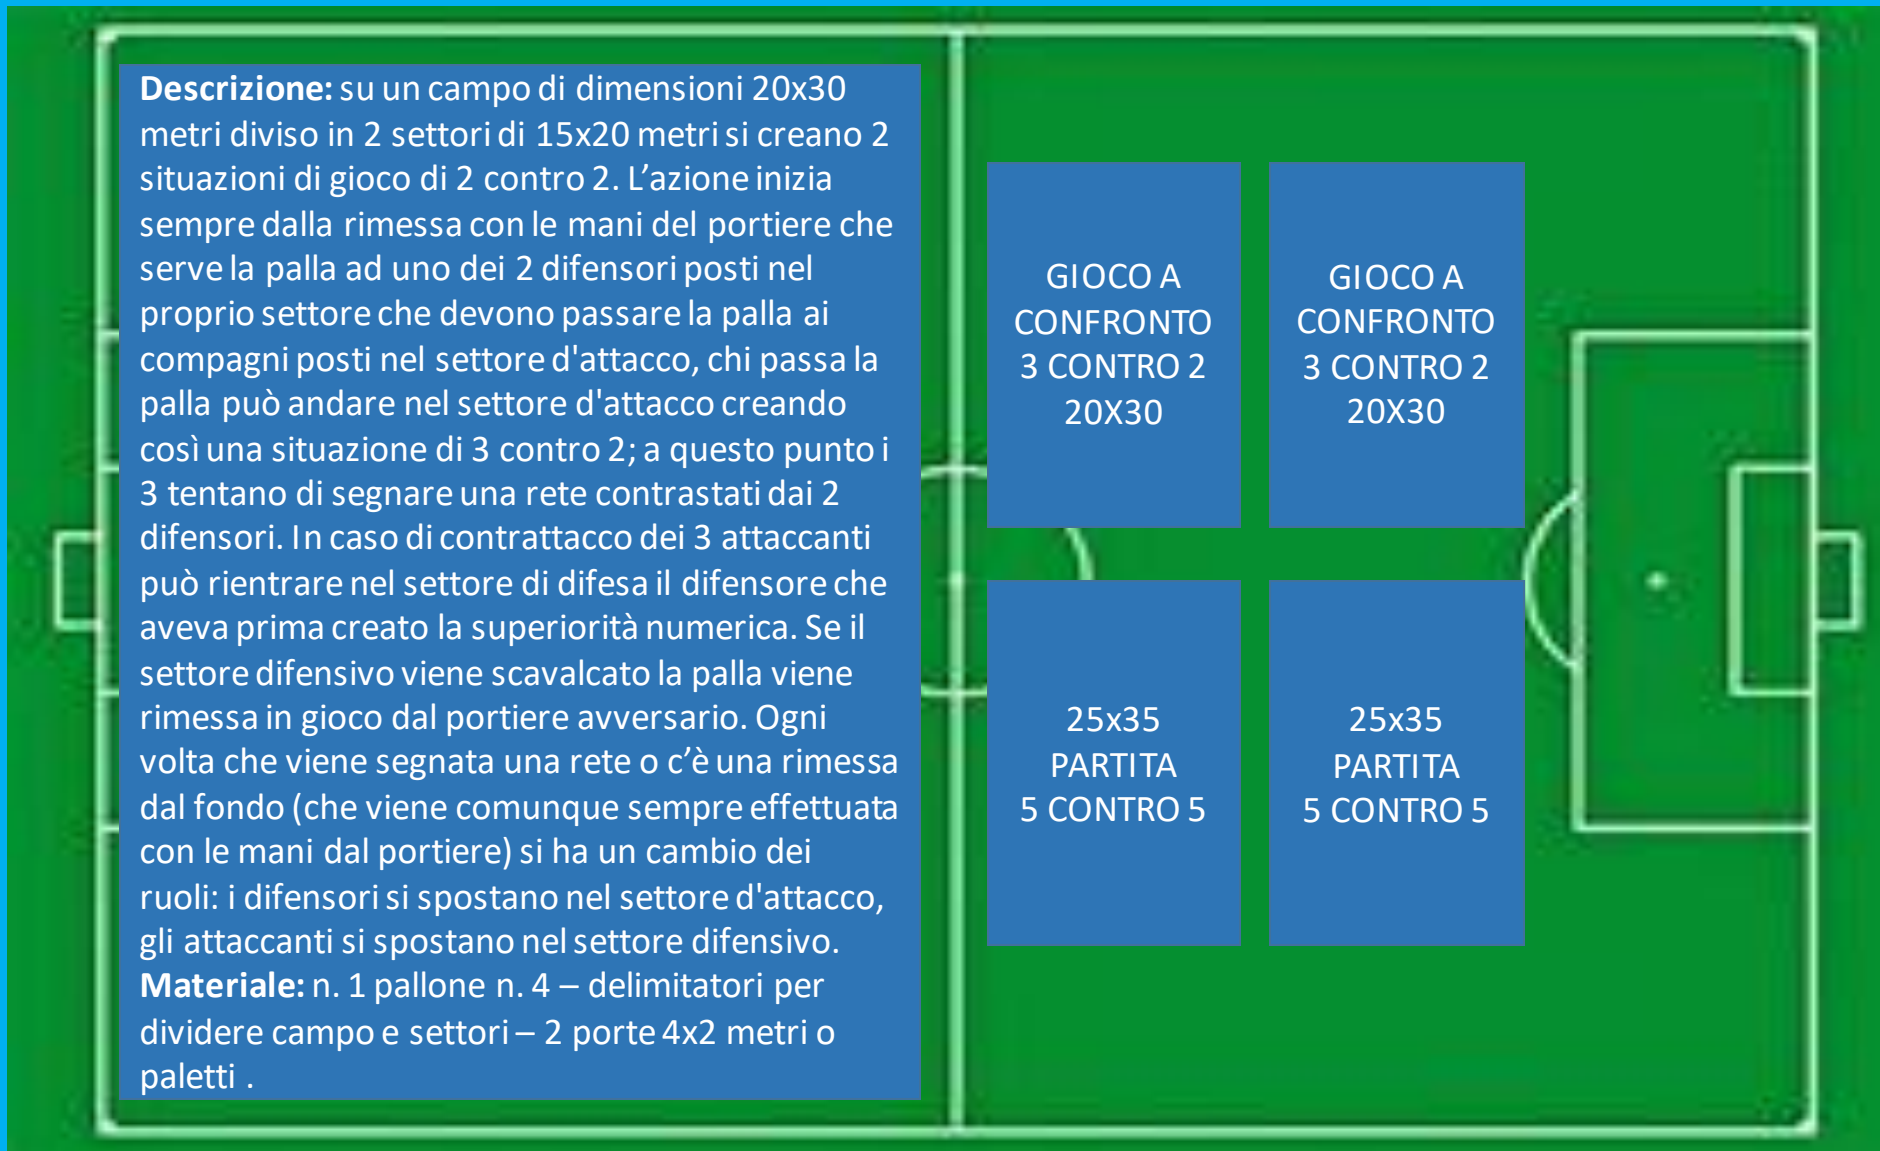 Descrizione: su un campo di dimensioni 20x30
metri diviso in 2 settori di 15x20 metri si creano 2
situazioni di gioco di 2 contro 2. L’azione inizia
sempre dalla rimessa con le mani del portiere che
serve la palla ad uno dei 2 difensori posti nel
proprio settore che devono passare la palla ai
compagni posti nel settore d'attacco, chi passa la
palla può andare nel settore d'attacco creando
così una situazione di 3 contro 2; a questo punto i
3 tentano di segnare una rete contrastati dai 2
difensori. In caso di contrattacco dei 3 attaccanti
può rientrare nel settore di difesa il difensore che
aveva prima creato la superiorità numerica. Se il
settore difensivo viene scavalcato la palla viene
rimessa in gioco dal portiere avversario. Ogni
volta che viene segnata una rete o c’è una rimessa
dal fondo (che viene comunque sempre effettuata
con le mani dal portiere) si ha un cambio dei
ruoli: i difensori si spostano nel settore d'attacco,
gli attaccanti si spostano nel settore difensivo.
Materiale: n. 1 pallone n. 4 – delimitatori per
dividere campo e settori – 2 porte 4x2 metri o
paletti .
GIOCO A
CONFRONTO
3 CONTRO 2
20X30
GIOCO A
CONFRONTO
3 CONTRO 2
20X30
25x35
PARTITA
5 CONTRO 5
25x35
PARTITA
5 CONTRO 5